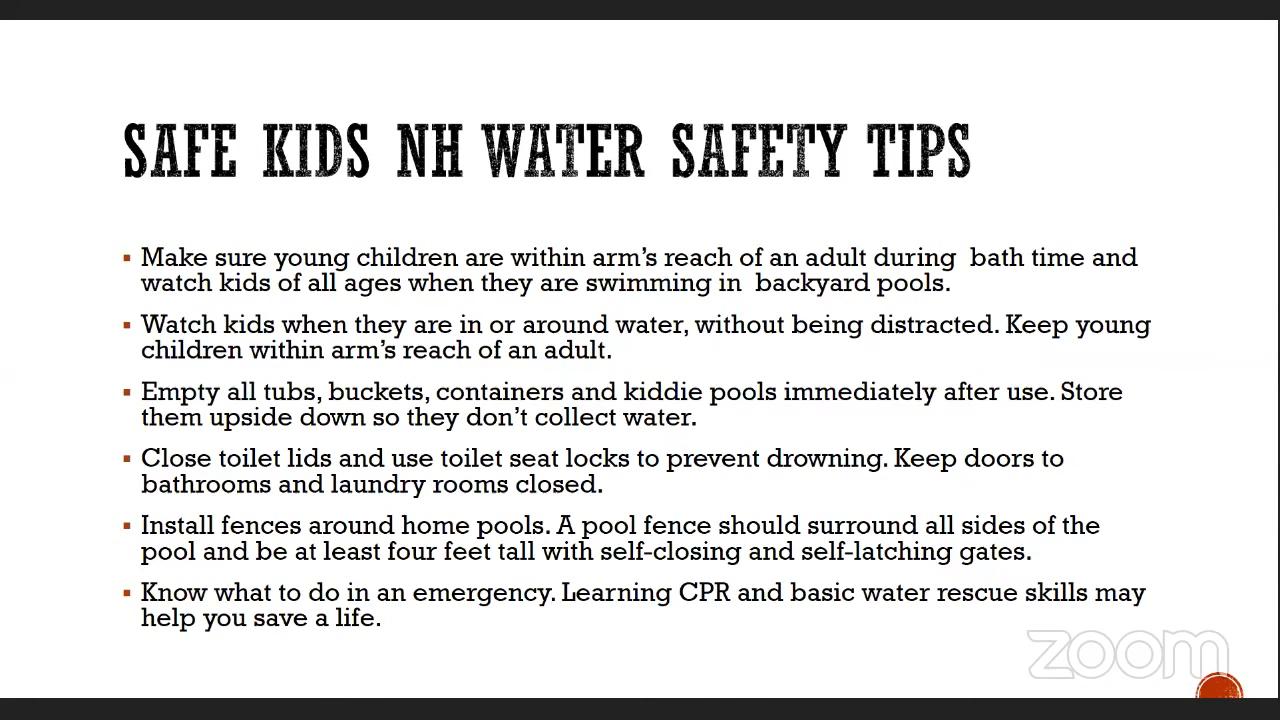 SAFE KIDS NH WATER SAFETY TIPS
▪ Make sure young children are within arm’s reach of an adult during  bath time and
watch kids of all ages when they are swimming in  backyard pools.
▪ Watch kids when they are in or around water, without being distracted. Keep young
children within arm’s reach of an adult.
▪ Empty all tubs, buckets, containers and kiddie pools immediately after use. Store
them upside down so they don’t collect water.
▪ Close toilet lids and use toilet seat locks to prevent drowning. Keep doors to
bathrooms and laundry rooms closed.
▪ Install fences around home pools. A pool fence should surround all sides of the
pool and be at least four feet tall with self-closing and self-latching gates.
▪ Know what to do in an emergency. Learning CPR and basic water rescue skills may
help you save a life.
zoom